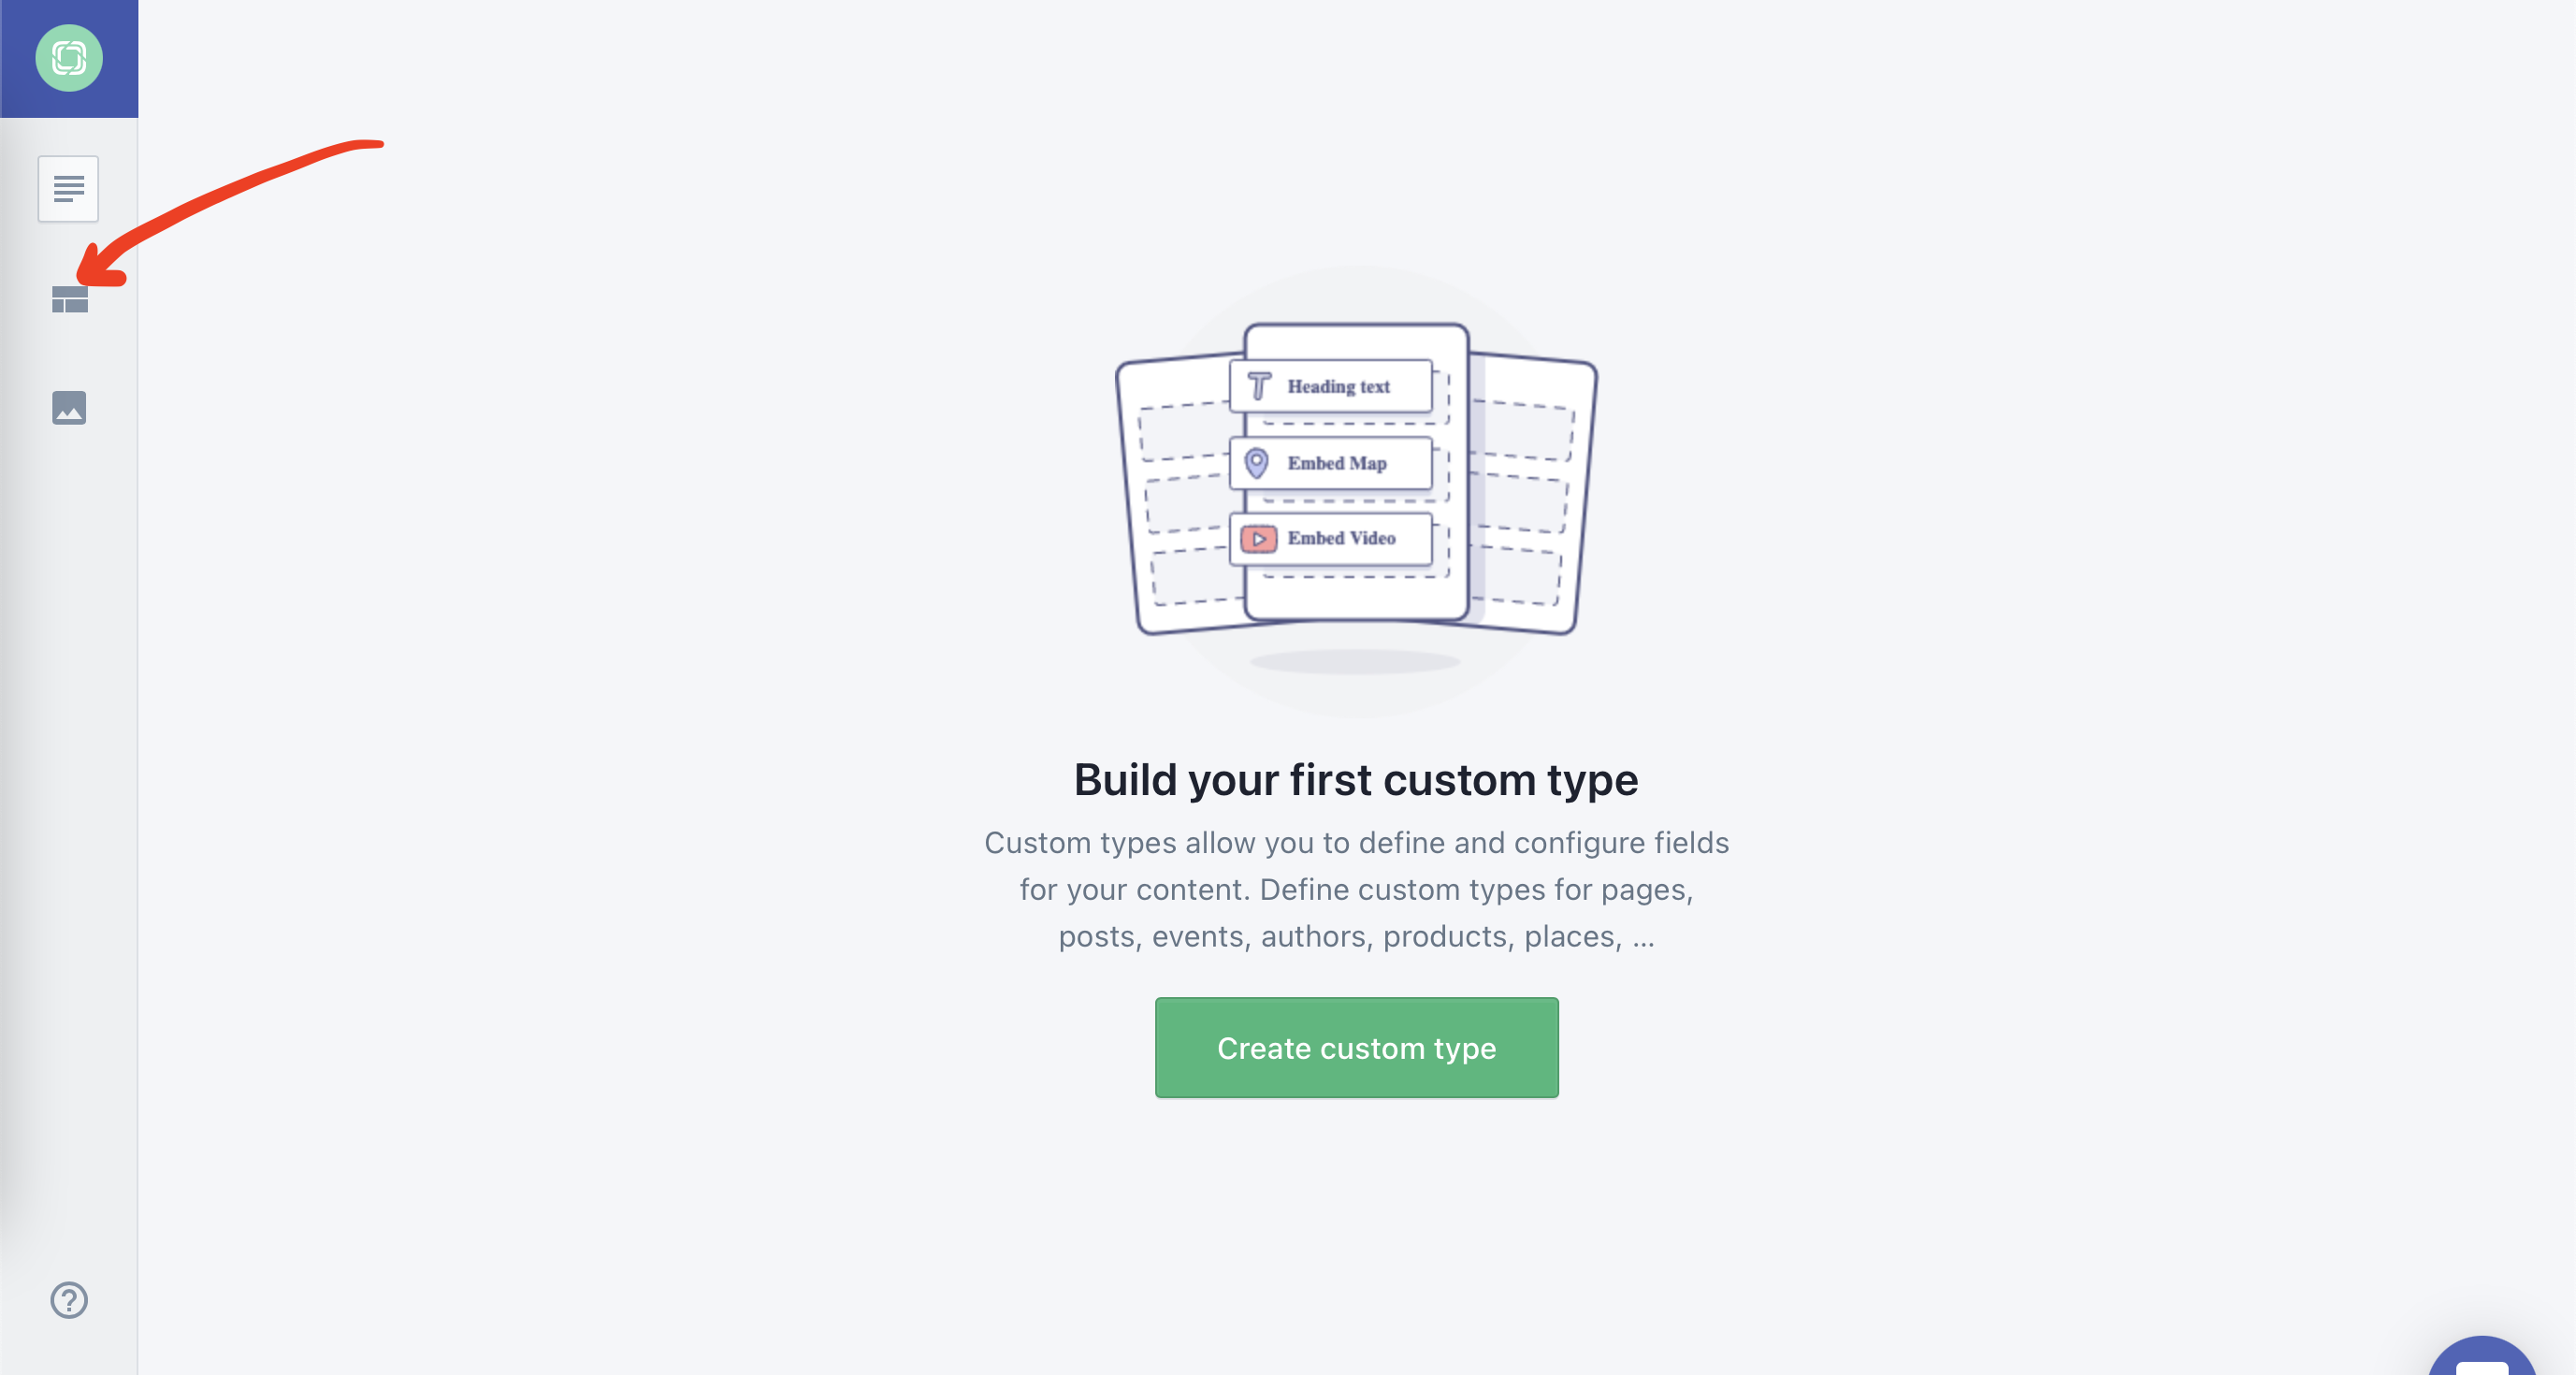 Heading text
Embed Map
Embed Video
Build your first custom type
Custom types allow you to define and configure fields
for your content. Define custom types for pages,
posts, events, authors, products, places, ...
Create custom type